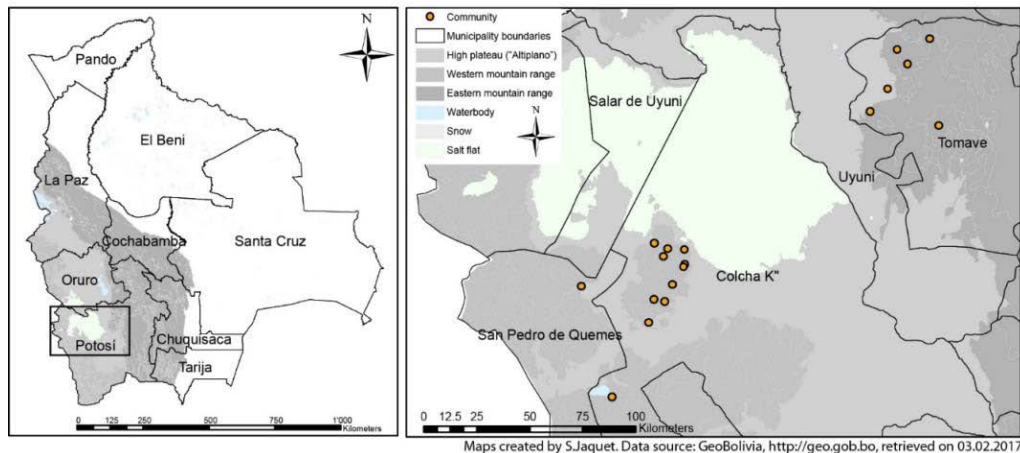 N
Pando
El Beni
La Paz
Cochabamba
Santa Cruz
Oruro
Potosí
Chuquisaca
Tarija
0 125 250 500 750 1'000
Kilometers
Community
Municipality boundaries
High plateau ("Altiplano")
Western mountain range
Eastern mountain range
Waterbody
Snow
Salt flat
N
Salar de Uyuni
Tomave
Uyuni
Colcha K"
San Pedro de Quemes
0 12.5 25 50 75 100
Kilometers
Maps created by S.Jaquet. Data source: GeoBolivia, http://geo.gob.bo, retrieved on 03.02.2017